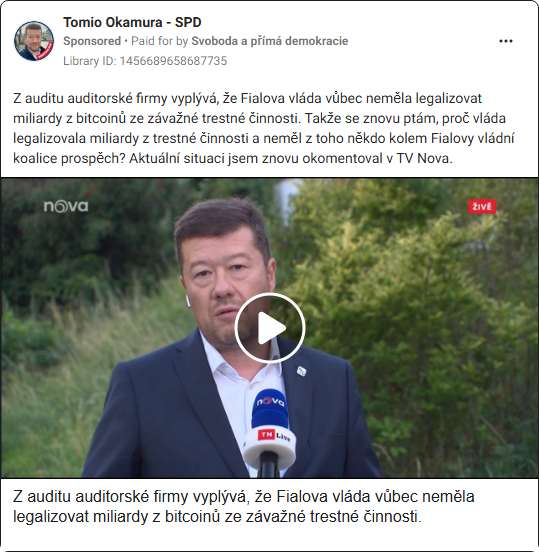 Tomio Okamura - SPD
Sponsored • Paid for by Svoboda a přímá demokracie
Library ID: 1456689658687735
Z auditu auditorské firmy vyplývá, že Fialova vláda vůbec neměla legalizovat
miliardy z bitcoinů ze závažné trestné činnosti. Takže se znovu ptám, proč vláda
legalizovala miliardy z trestné činnosti a neměl z toho někdo kolem Fialovy vládní
koalice prospěch? Aktuální situaci jsem znovu okomentoval v TV Nova.
nova
ŽIVĚ
nova
TN Live
Z auditu auditorské firmy vyplývá, že Fialova vláda vůbec neměla
legalizovat miliardy z bitcoinů ze závažné trestné činnosti.